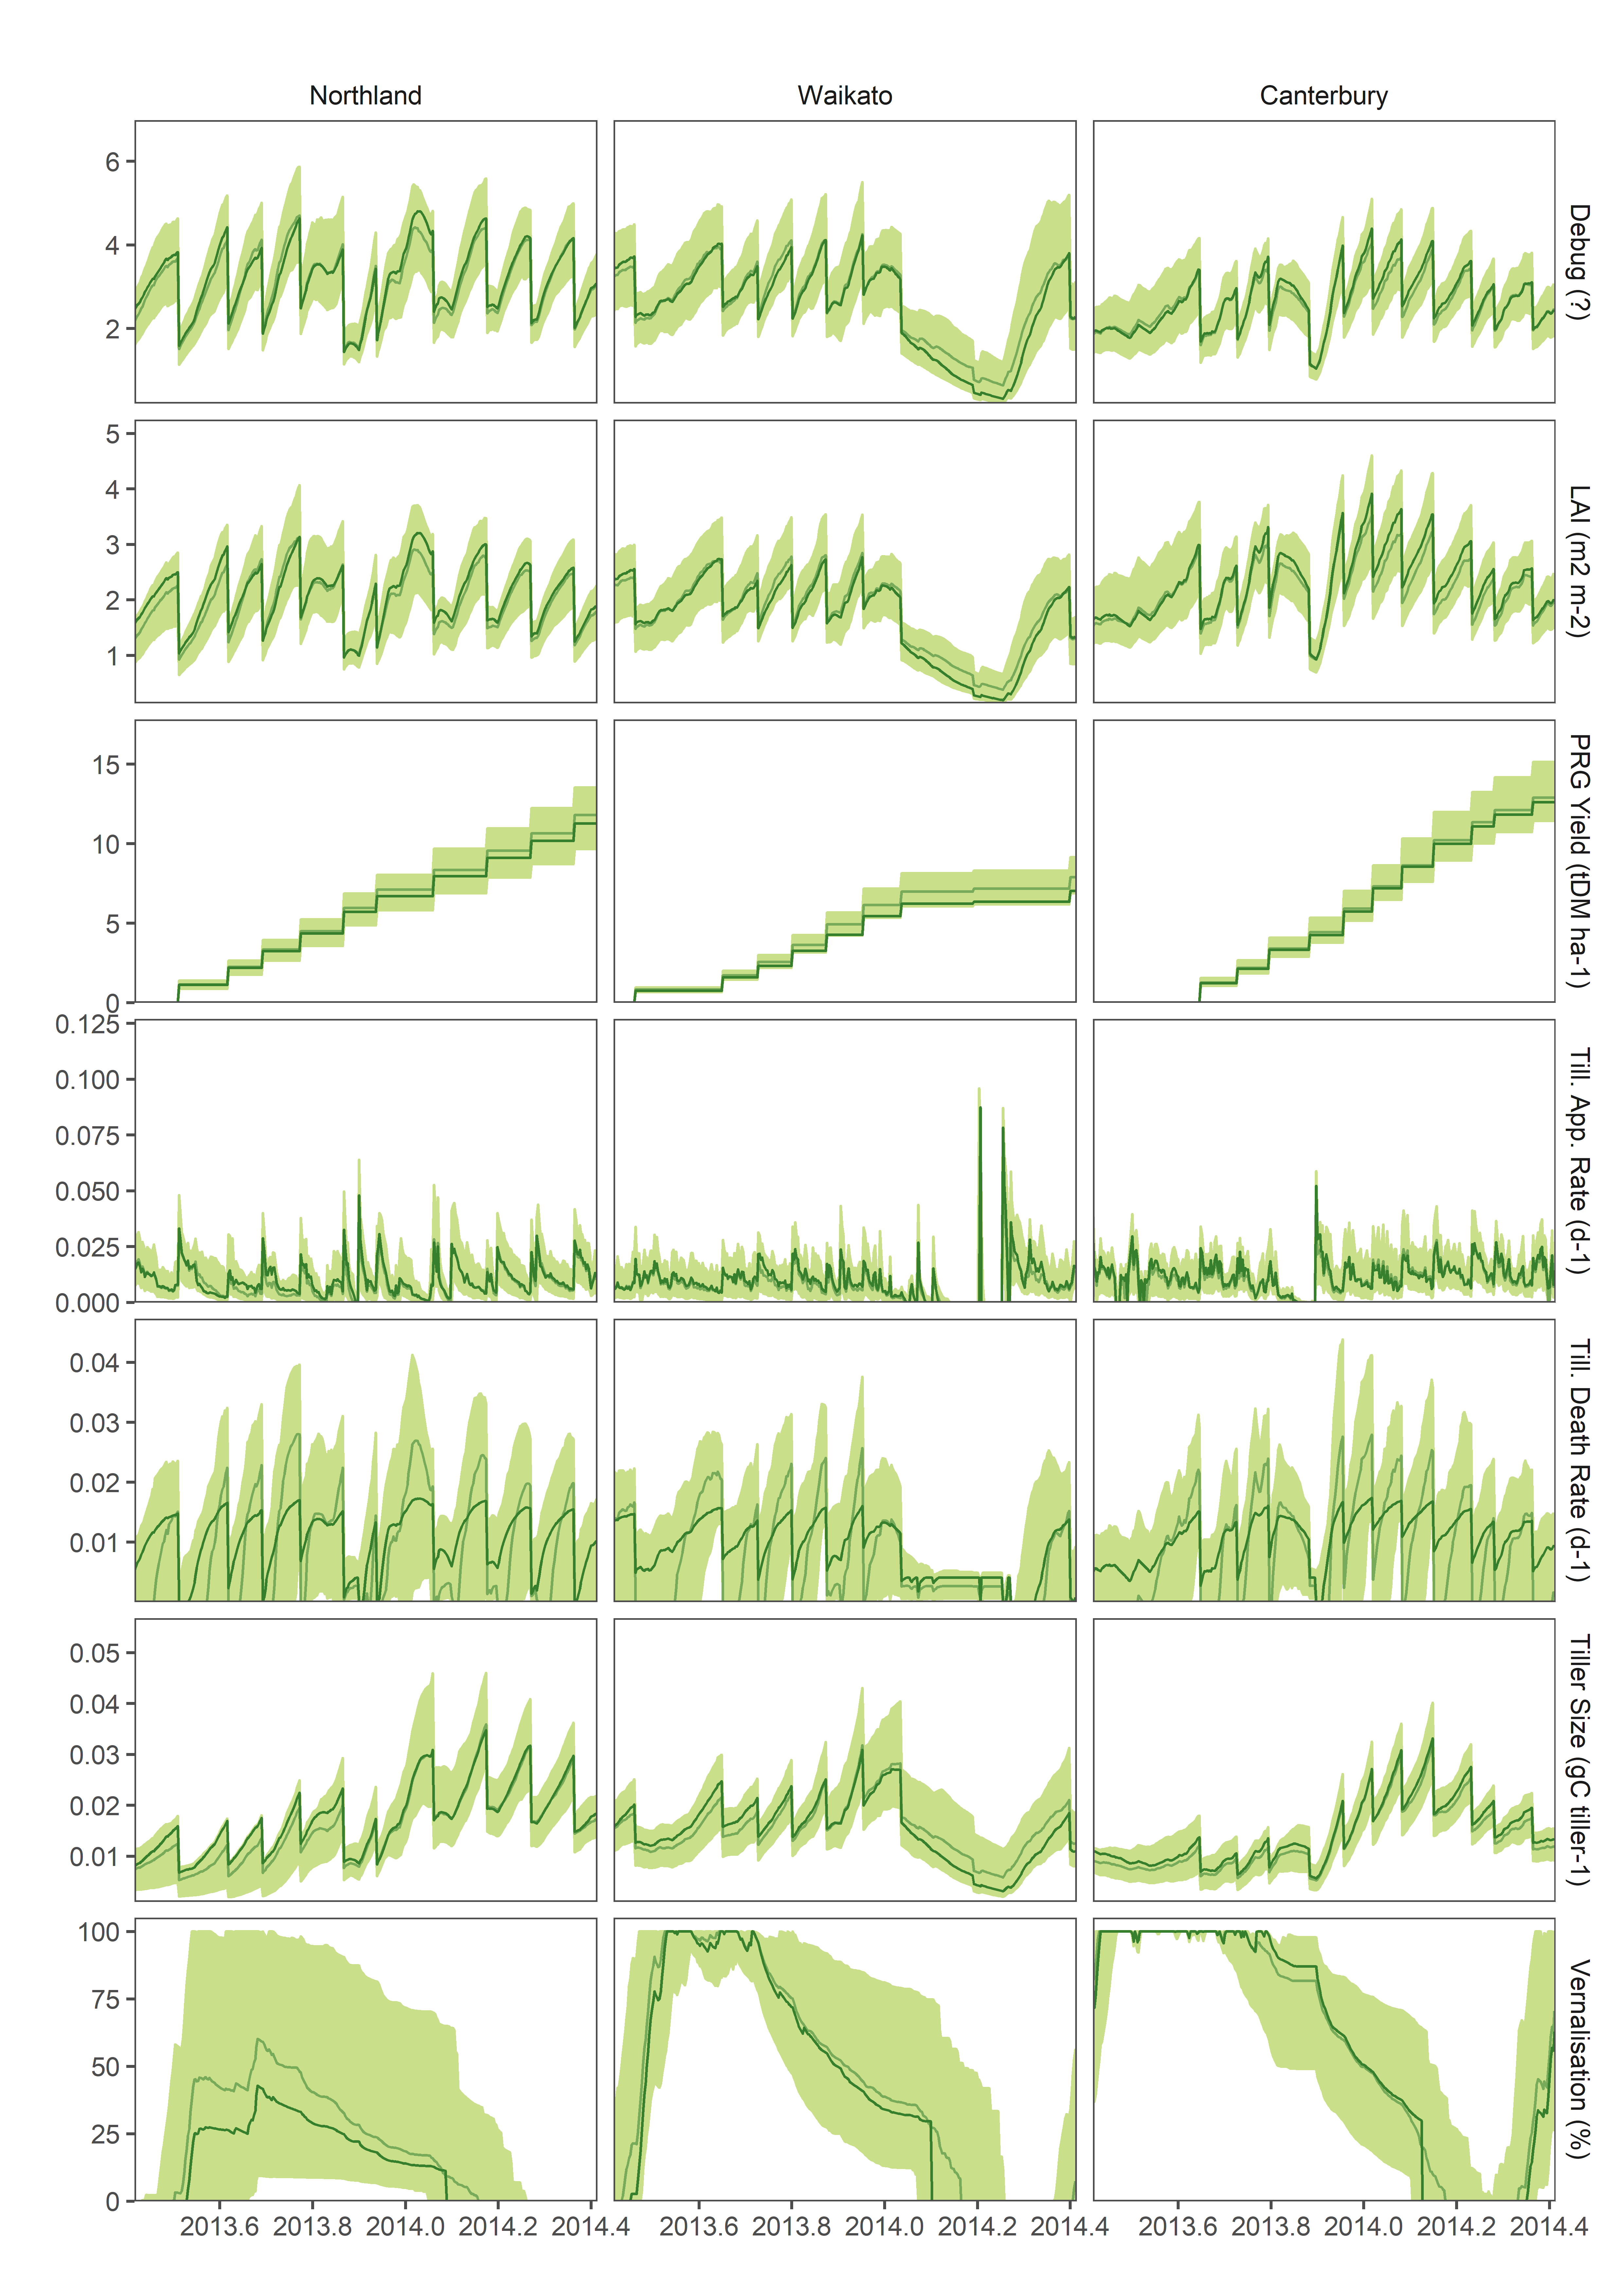 Northland
Waikato
Canterbury
6
4
2
Debug (?)
5
4
3
2
1
LAI (m2 m-2)
15
10
5
0
PRG Yield (tDM ha-1)
0.125
0.100
0.075
0.050
0.025
0.000
Till. App. Rate (d-1)
0.04
0.03
0.02
0.01
Till. Death Rate (d-1)
0.05
0.04
0.03
0.02
0.01
Tiller Size (gC tiller-1)
100
75
50
25
0
Vernalisation (%)
2013.6 2013.8 2014.0 2014.2 2014.4
2013.6 2013.8 2014.0 2014.2 2014.4
2013.6 2013.8 2014.0 2014.2 2014.4